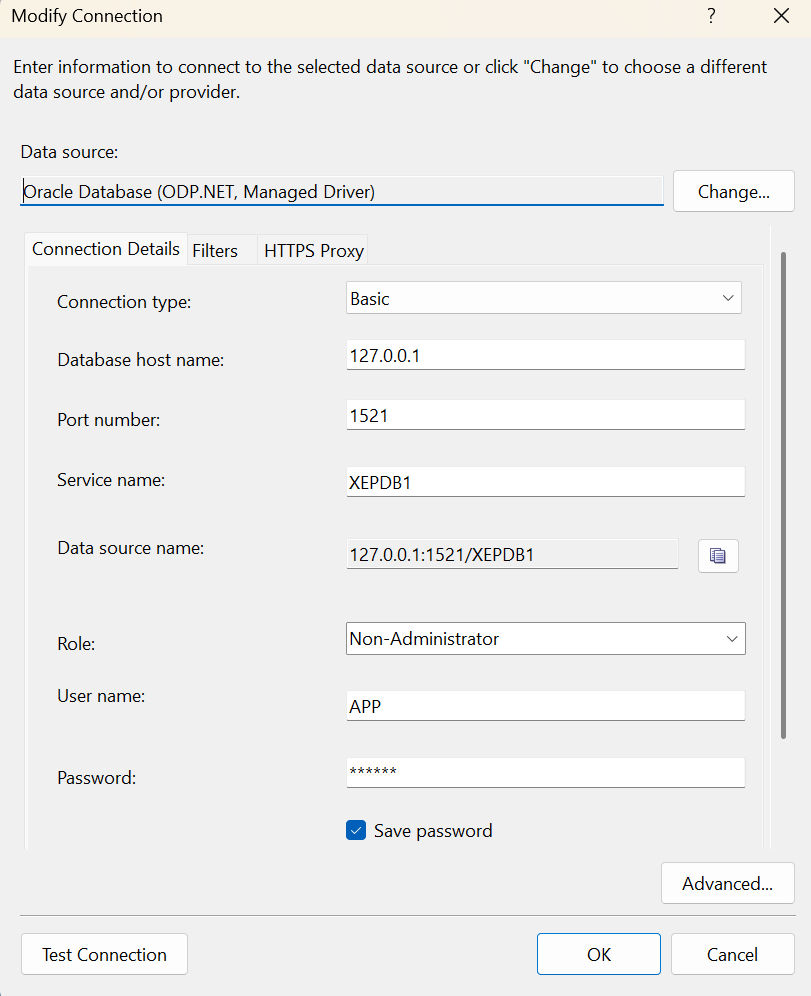 Modify Connection
?
Enter information to connect to the selected data source or click "Change" to choose a different
data source and/or provider.
Data source:
Oracle Database (ODP.NET, Managed Driver)
Change...
Connection Details
Filters
HTTPS Proxy
Connection type:
Basic
Database host name:
127.0.0.1
Port number:
1521
Service name:
XEPDB1
Data source name:
127.0.0.1:1521/XEPDB1
Role:
Non-Administrator
User name:
APP
Password:
******
Save password
Advanced...
Test Connection
OK
Cancel